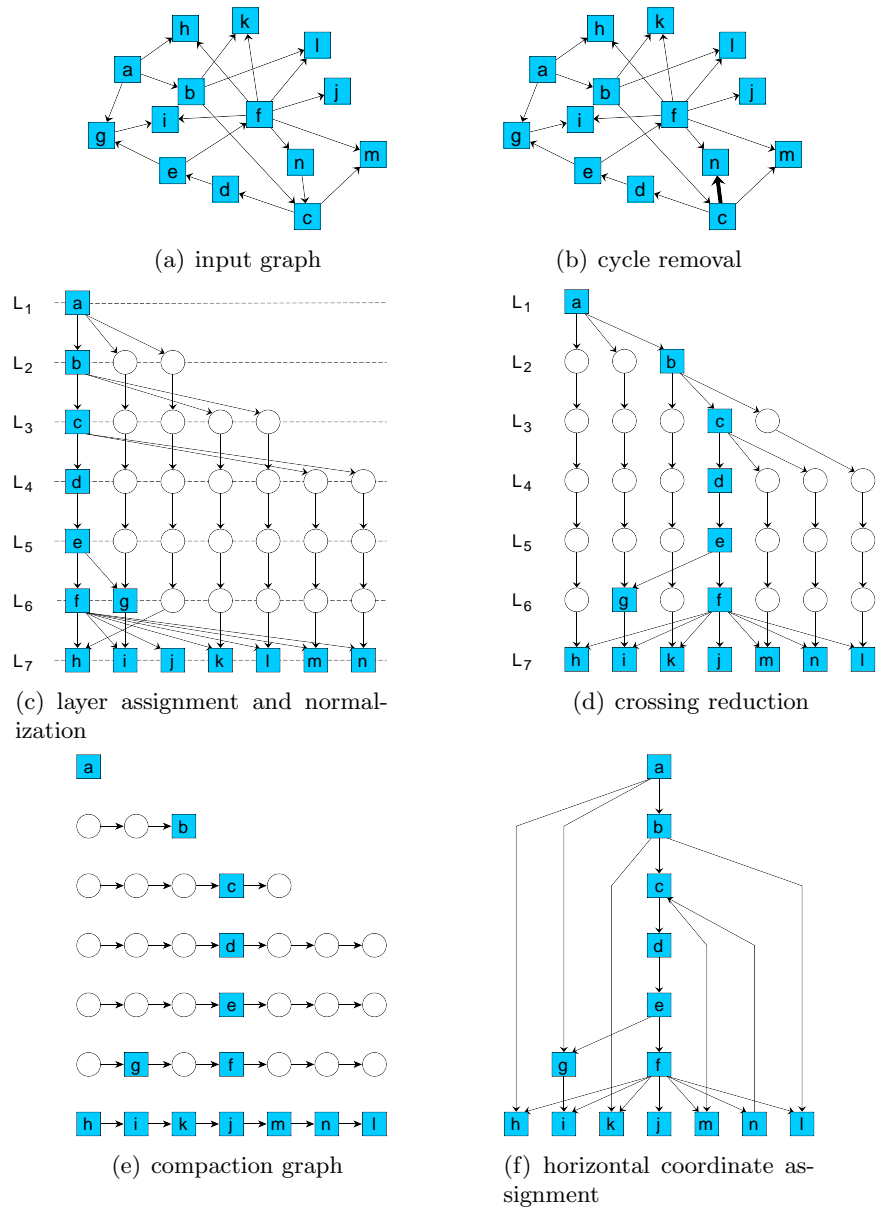 h
k
l
a
b
j
f
i
g
n
m
e
d
c
(a) input graph
h
k
l
a
b
j
f
i
g
n
m
e
d
c
(b) cycle removal
L1 a
L2 b
L3 c
L4 d
L5 e
L6 f g
L7 h i j k l m n
(c) layer assignment and normal-
ization
L1 a
L2 b
L3 c
L4 d
L5 e
L6 g f
L7 h i k j m n l
(d) crossing reduction
a
b
c
d
e
g f
h i k j m n l
(e) compaction graph
a
b
c
d
e
g f
h i k j m n l
(f) horizontal coordinate as-
signment